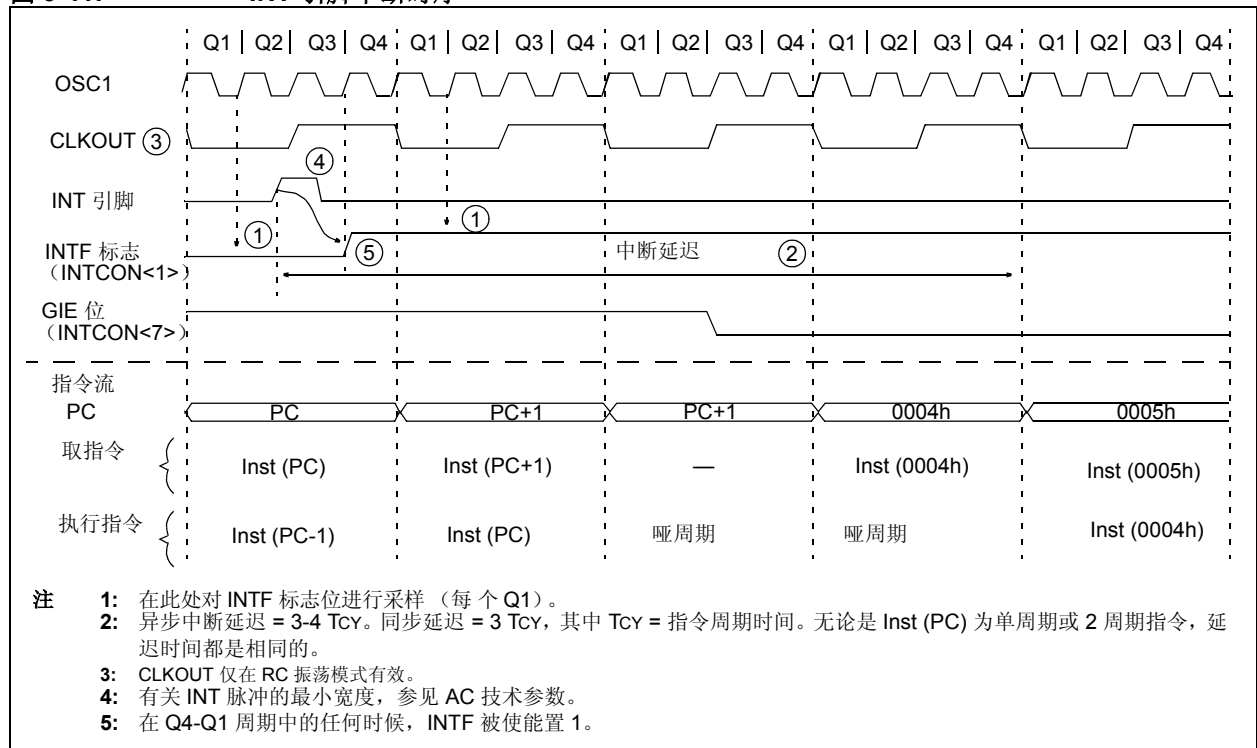 Q1 | Q2 | Q3 | Q4 Q1 | Q2 | Q3 | Q4 Q1 | Q2 | Q3 | Q4 Q1 | Q2 | Q3 | Q4 Q1 | Q2 | Q3 | Q4
OSC1
CLKOUT ③
④
INT 引脚
① ①
INTF 标志
(INTCON<1>)
⑤ 中断延迟 ②
GIE 位
(INTCON<7>)
指令流
PC PC PC+1 PC+1 0004h 0005h
取指令 Inst (PC) Inst (PC+1) — Inst (0004h) Inst (0005h)
执行指令 Inst (PC-1) Inst (PC) 哑周期 哑周期 Inst (0004h)
注 1: 在此处对 INTF 标志位进行采样 （每 个 Q1）。
2: 异步中断延迟 = 3-4 TCY。同步延迟 = 3 TCY，其中 TCY = 指令周期时间。无论是 Inst (PC) 为单周期或 2 周期指令，延
迟时间都是相同的。
3: CLKOUT 仅在 RC 振荡模式有效。
4: 有关 INT 脉冲的最小宽度，参见 AC 技术参数。
5: 在 Q4-Q1 周期中的任何时候，INTF 被使能置 1。